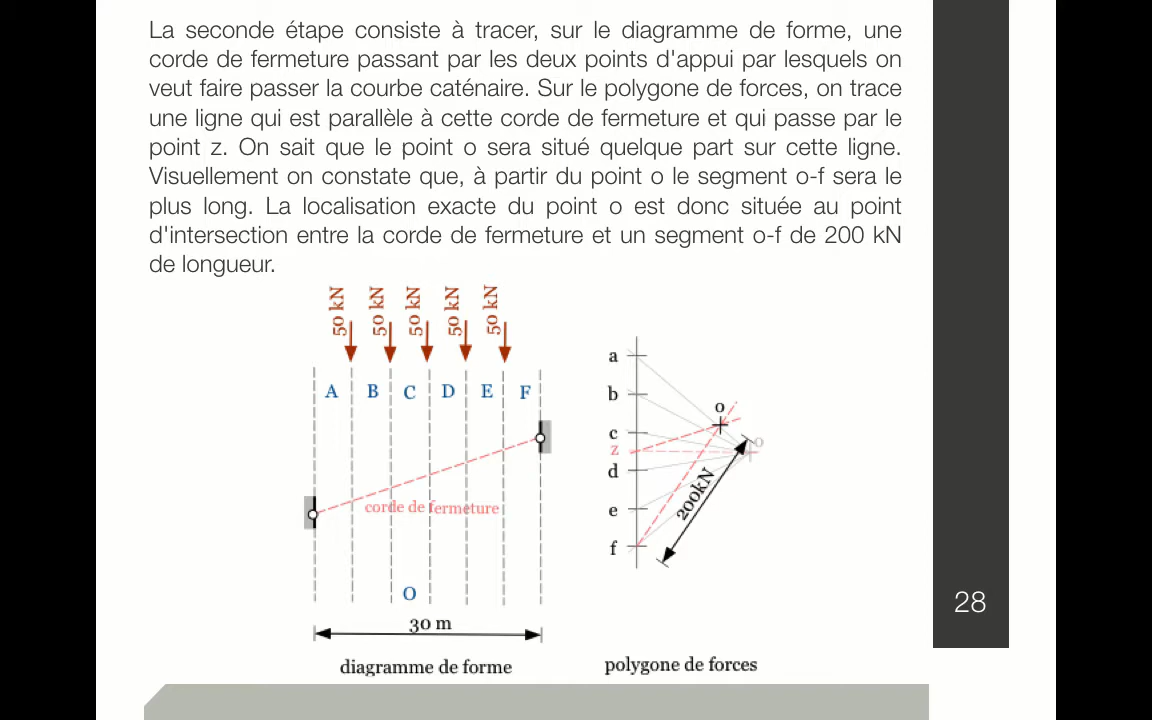 La seconde étape consiste à tracer, sur le diagramme de forme, une
corde de fermeture passant par les deux points d'appui par lesquels on
veut faire passer la courbe caténaire. Sur le polygone de forces, on trace
une ligne qui est parallèle à cette corde de fermeture et qui passe par le
point z. On sait que le point o sera situé quelque part sur cette ligne.
Visuellement on constate que, à partir du point o le segment o-f sera le
plus long. La localisation exacte du point o est donc située au point
d'intersection entre la corde de fermeture et un segment o-f de 200 kN
de longueur.
50 kN
50 kN
50 kN
50 kN
50 kN
A B C D E F
corde de fermeture
O
30 m
diagramme de forme
a
b
c
z
d
e
f
o
o
200kN
polygone de forces
28